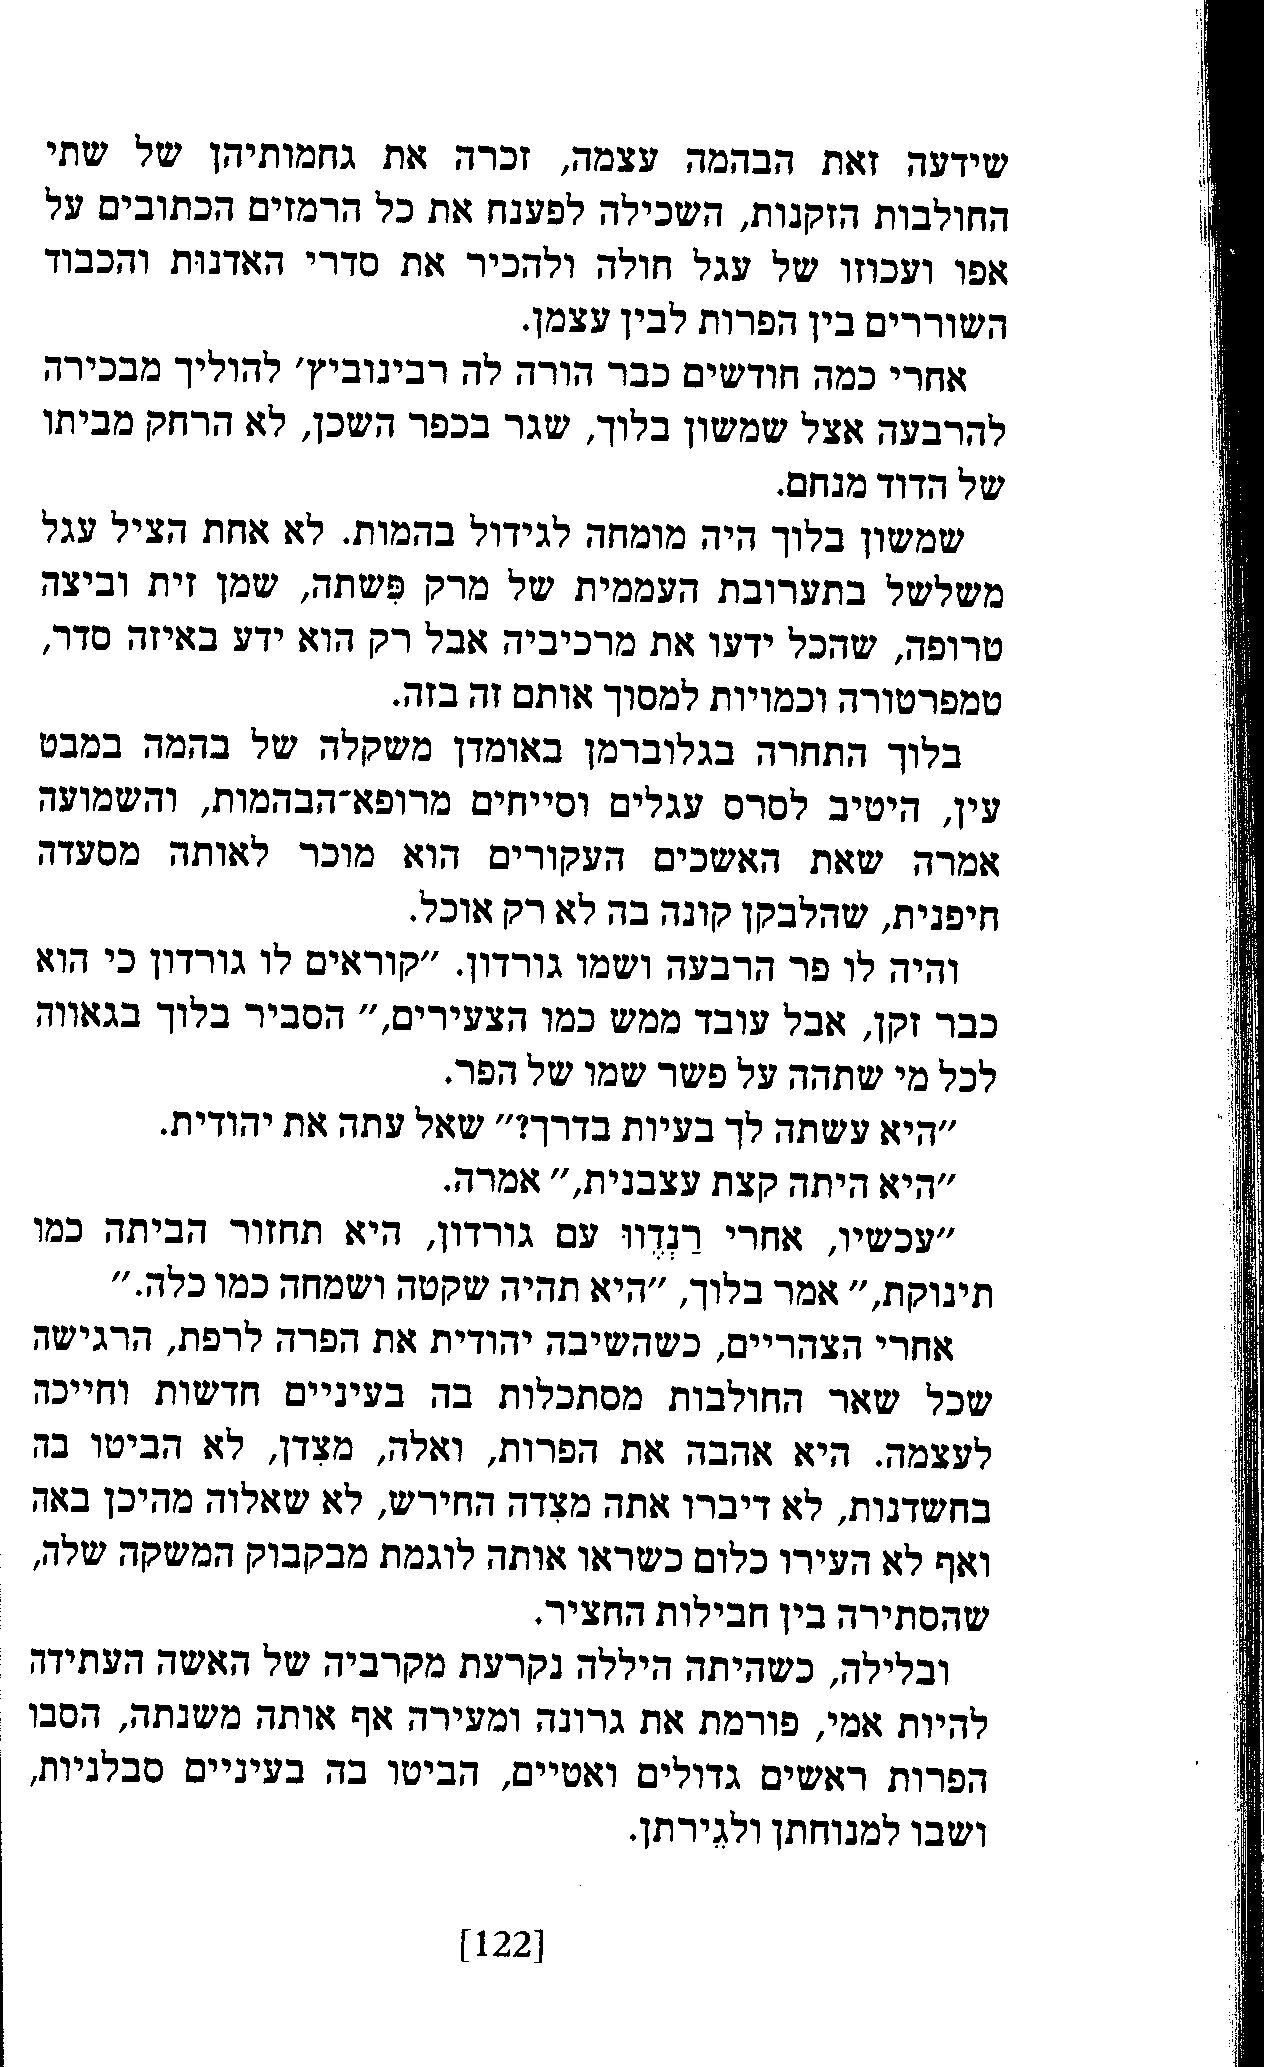 שידעה זאת הבהמה עצמה, זכרה את גחמותיהן של שתי
החולבות הזקנות, השכילה לפענח את כל הרמזים הכתובים על
אפו ועכוזו של עגל חולה ולהכיר את סדרי האדנוּת והכבוד
השוררים בין הפרות לבין עצמן.
אחרי כמה חודשים כבר הורה לה רבינוביץ' להוליך מבכירה
להרבעה אצל שמשון בלוך, שגר בכפר השכן, לא הרחק מביתו
של הדוד מנחם.
שמשון בלוך היה מומחה לגידול בהמות. לא אחת הציל עגל
משלשל בתערובת העממית של מרק פִּשתה, שמן זית וביצה
טרופה, שהכל ידעו את מרכיביה אבל רק הוא ידע באיזה סדר,
טמפרטורה וכמויות למסוך אותם זה בזה.
בלוך התחרה בגלוברמן באומדן משקלה של בהמה במבט
עין, היטיב לסרס עגלים וסייחים מרופא־הבהמות, והשמועה
אמרה שאת האשכים העקורים הוא מוכר לאותה מסעדה
חיפנית, שהלבקן קונה בה לא רק אוכל.
והיה לו פר הרבעה ושמו גורדון. "קוראים לו גורדון כי הוא
כבר זקן, אבל עובד ממש כמו הצעירים," הסביר בלוך בגאווה
לכל מי שתהה על פשר שמו של הפר.
"היא עשתה לך בעיות בדרך?" שאל עתה את יהודית.
"היא היתה קצת עצבנית," אמרה.
"עכשיו, אחרי רַנְדֶווּ עם גורדון, היא תחזור הביתה כמו
תינוקת," אמר בלוך, "היא תהיה שקטה ושמחה כמו כלה."
אחרי הצהריים, כשהשיבה יהודית את הפרה לרפת, הרגישה
שכל שאר החולבות מסתכלות בה בעיניים חדשות וחייכה
לעצמה. היא אהבה את הפרות, ואלה, מצִדן, לא הביטו בה
בחשדנות, לא דיברו אתה מצִדה החירש, לא שאלוה מהיכן באה
ואף לא העירו כלום כשראו אותה לוגמת מבקבוק המשקה שלה,
שהסתירה בין חבילות החציר.
ובלילה, כשהיתה היללה נקרעת מקרביה של האשה העתידה
להיות אמי, פורמת את גרונה ומעירה אף אותה משנתה, הסבו
הפרות ראשים גדולים ואטיים, הביטו בה בעיניים סבלניות,
ושבו למנוחתן ולגֵירתן.
[122]